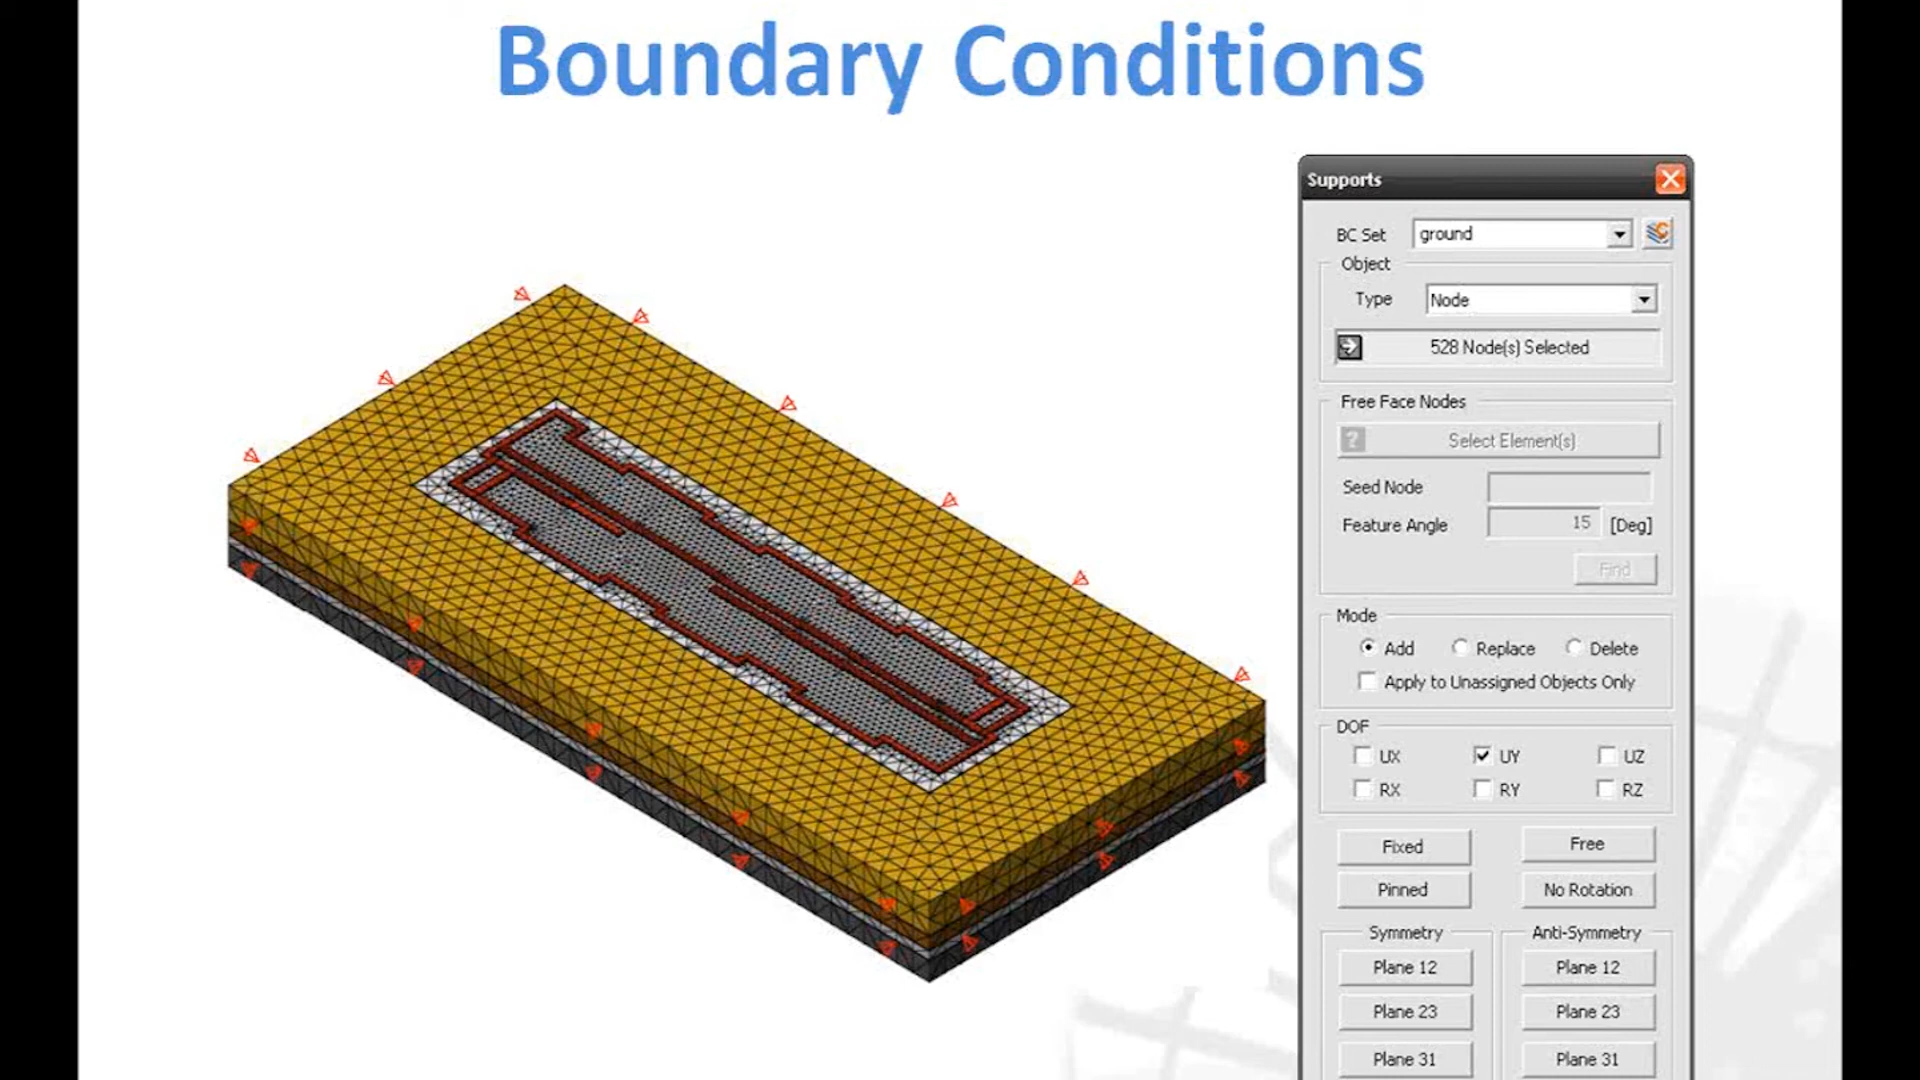 Boundary Conditions
Supports
BC Set ground
Object
Type Node
528 Node(s) Selected
Free Face Nodes
? Select Element(s)
Seed Node
Feature Angle 15 [Deg]
Find
Mode
Add Replace Delete
Apply to Unassigned Objects Only
DOF
UX UY UZ
RX RY RZ
Fixed Free
Pinned No Rotation
Symmetry Anti-Symmetry
Plane 12 Plane 12
Plane 23 Plane 23
Plane 31 Plane 31